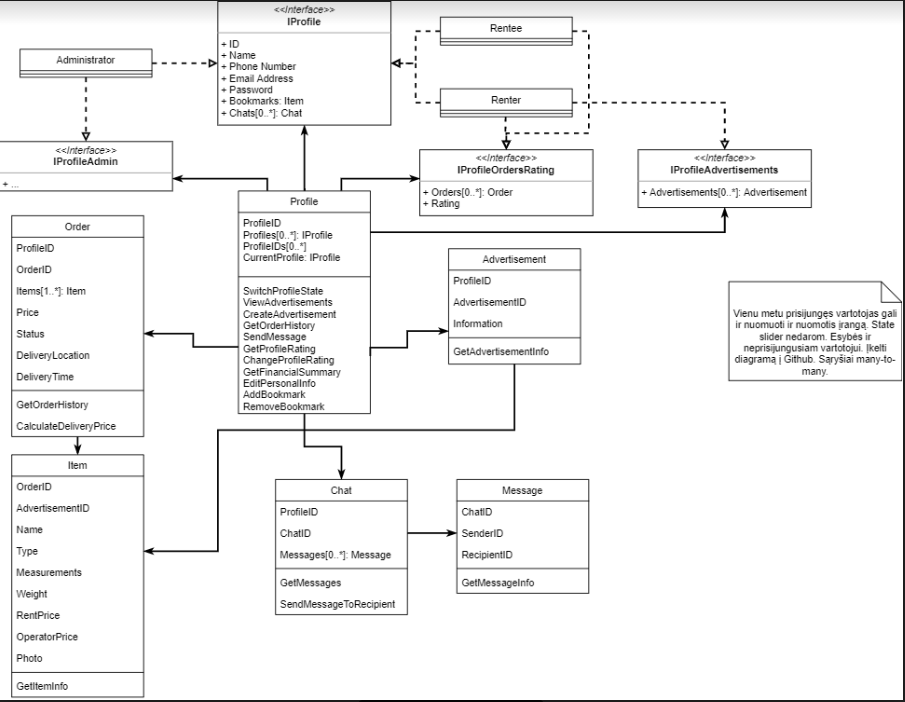 <<Interface>>
IProfile
+ ID
+ Name
+ Phone Number
+ Email Address
+ Password
+ Bookmarks: Item
+ Chats[0..*]: Chat
Rentee
Administrator
Renter
<<Interface>>
IProfileAdmin
+ ...
<<Interface>>
IProfileOrdersRating
+ Orders[0..*]: Order
+ Rating
<<Interface>>
IProfileAdvertisements
+ Advertisements[0..*]: Advertisement
Profile
ProfileID
Profiles[0..*]: IProfile
ProfileIDs[0..*]
CurrentProfile: IProfile
SwitchProfileState
ViewAdvertisements
CreateAdvertisement
GetOrderHistory
SendMessage
GetProfileRating
ChangeProfileRating
GetFinancialSummary
EditPersonalInfo
AddBookmark
RemoveBookmark
Order
ProfileID
OrderID
Items[1..*]: Item
Price
Status
DeliveryLocation
DeliveryTime
GetOrderHistory
CalculateDeliveryPrice
Advertisement
ProfileID
AdvertisementID
Information
GetAdvertisementInfo
Vienu metu prisijungęs vartotojas gali
ir nuomoti ir nuomotis įrangą. State
slider nedarom. Esybės ir
neprisijungusiam vartotojui. Įkelti
diagramą į Github. Sąryšiai many-to-
many.
Item
OrderID
AdvertisementID
Name
Type
Measurements
Weight
RentPrice
OperatorPrice
Photo
GetItemInfo
Chat
ProfileID
ChatID
Messages[0..*]: Message
GetMessages
SendMessageToRecipient
Message
ChatID
SenderID
RecipientID
GetMessageInfo